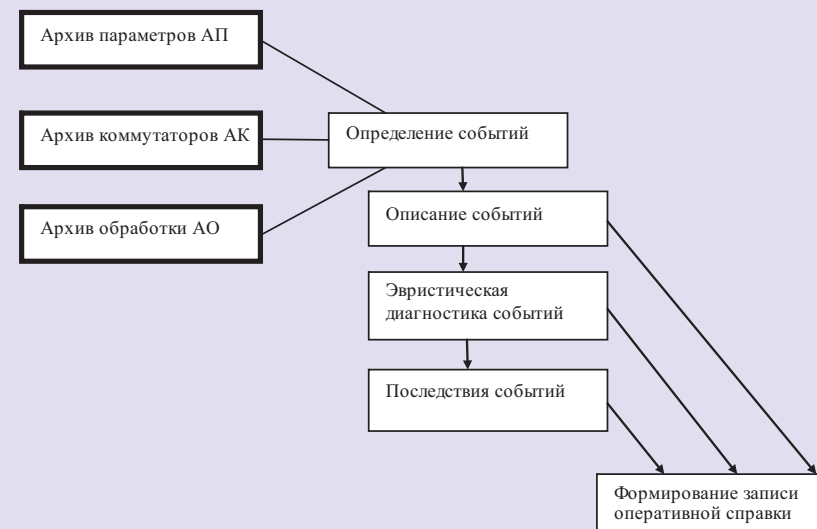 Архив параметров АП
Архив коммутаторов АК
Определение событий
Архив обработки АО
Описание событий
Эвристическая
диагностика событий
Последствия событий
Формирование записи
оперативной справки